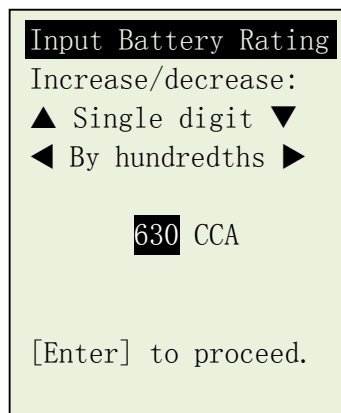 Input Battery Rating
Increase/decrease:
▲ Single digit ▼
◀ By hundredths ▶
630 CCA
[Enter] to proceed.